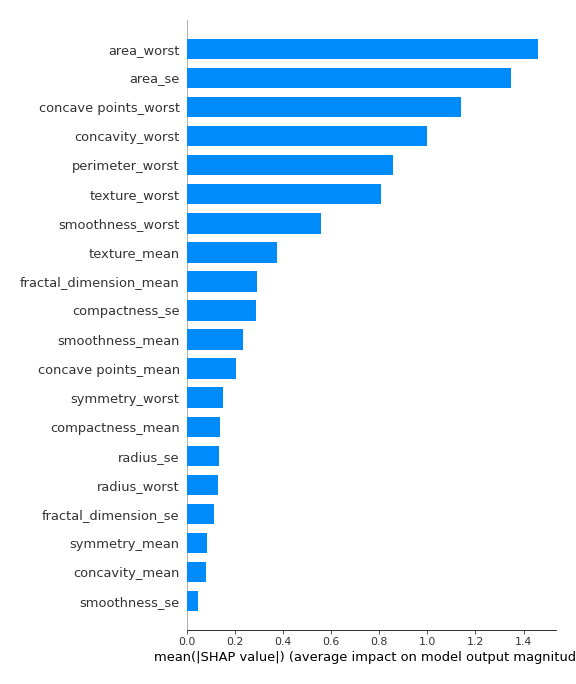 area_worst
area_se
concave points_worst
concavity_worst
perimeter_worst
texture_worst
smoothness_worst
texture_mean
fractal_dimension_mean
compactness_se
smoothness_mean
concave points_mean
symmetry_worst
compactness_mean
radius_se
radius_worst
fractal_dimension_se
symmetry_mean
concavity_mean
smoothness_se
0.0 0.2 0.4 0.6 0.8 1.0 1.2 1.4
mean(|SHAP value|) (average impact on model output magnitud